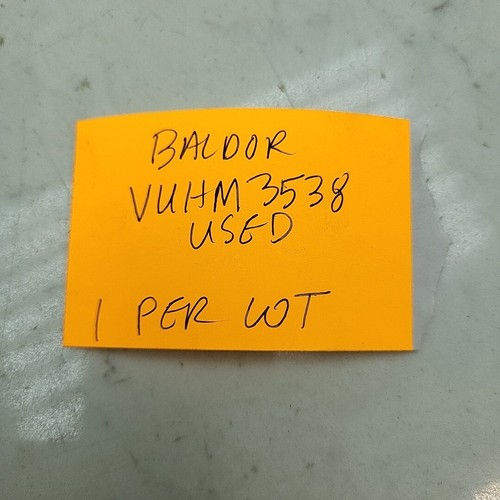 BALDOR
VUHM3538
USED
1 PER LOT